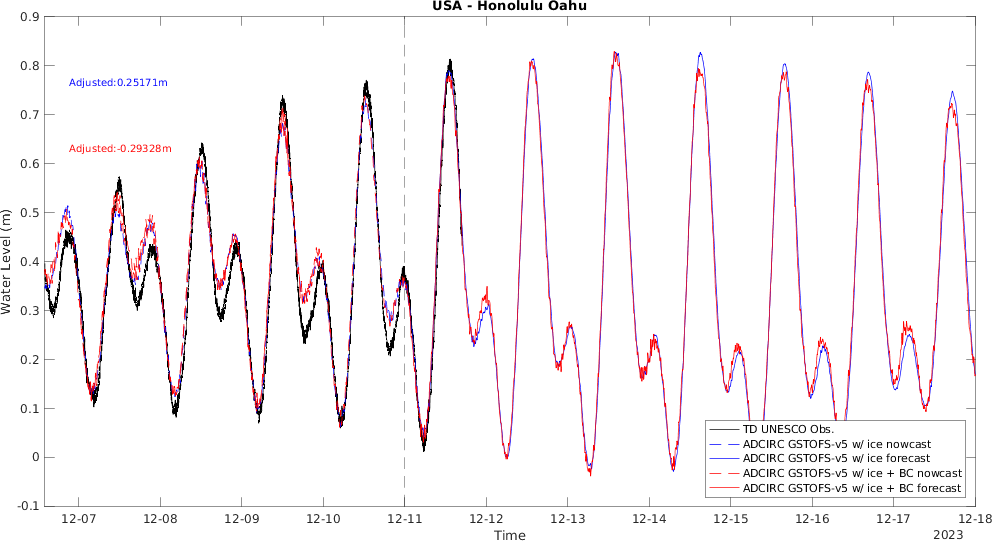 USA - Honolulu Oahu
0.9
0.8
0.7
0.6
0.5
0.4
0.3
0.2
0.1
0
-0.1
Water Level (m)
Adjusted:0.25171m
Adjusted:-0.29328m
TD UNESCO Obs.
ADCIRC GSTOFS-v5 w/ ice nowcast
ADCIRC GSTOFS-v5 w/ ice forecast
ADCIRC GSTOFS-v5 w/ ice + BC nowcast
ADCIRC GSTOFS-v5 w/ ice + BC forecast
12-07 12-08 12-09 12-10 12-11 12-12 12-13 12-14 12-15 12-16 12-17 12-18
Time
2023